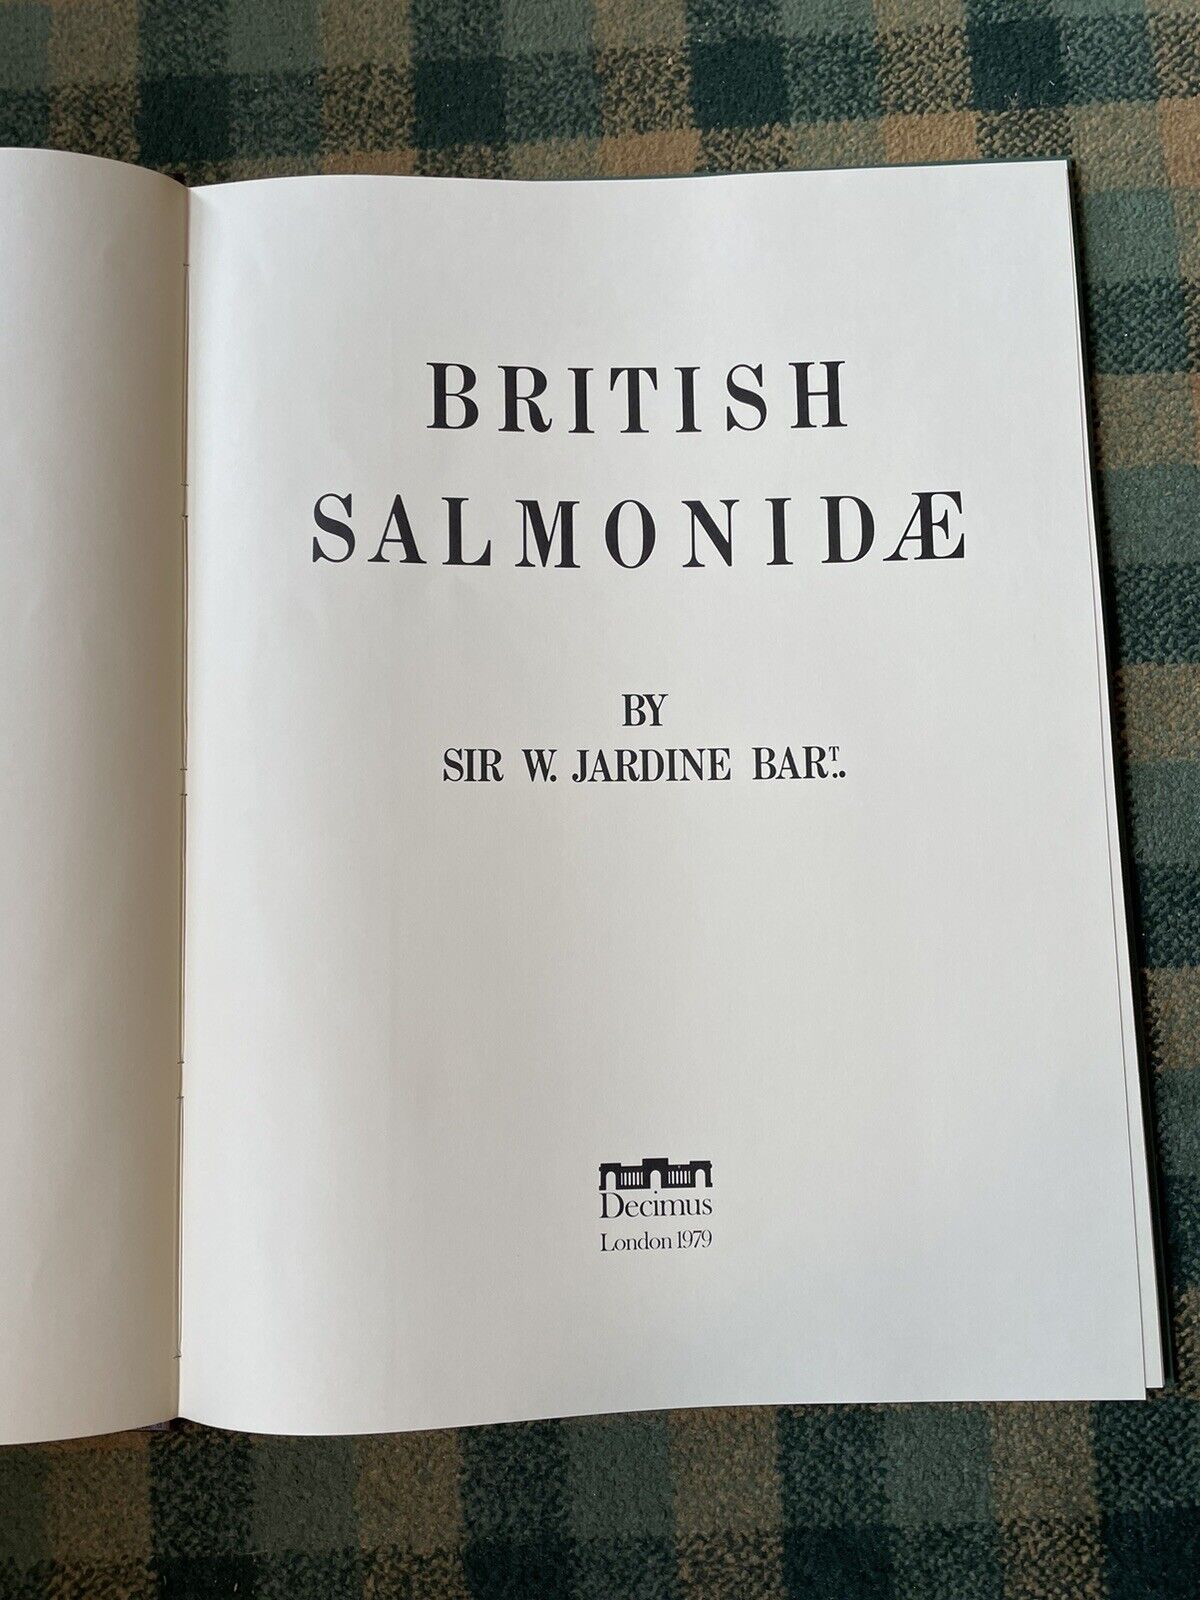 BRITISH
SALMONIDÆ
BY
SIR W. JARDINE BARᵀ..
Decimus
London 1979